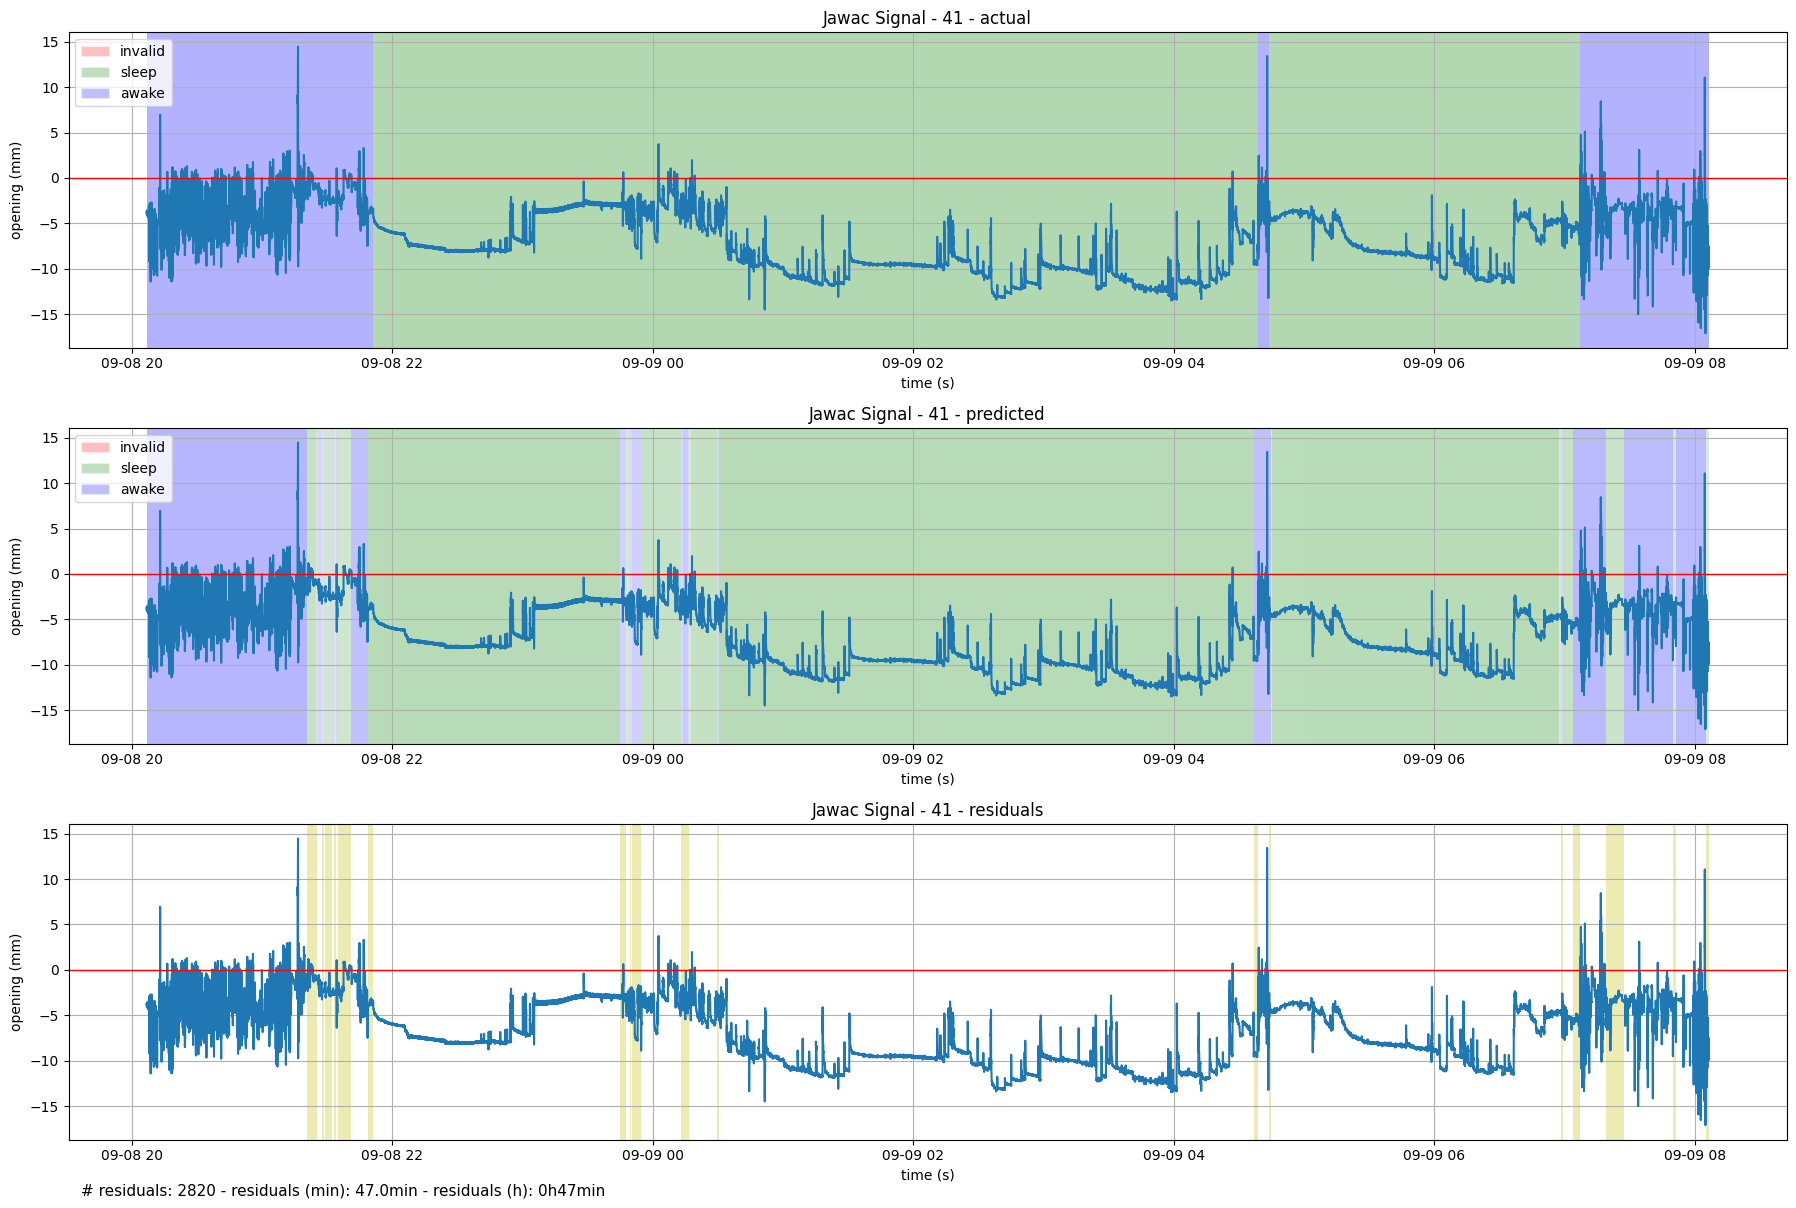 Jawac Signal - 41 - actual
invalid
sleep
awake
opening (mm)
15
10
5
0
−5
−10
−15
09-08 20
09-08 22
09-09 00
09-09 02
09-09 04
09-09 06
09-09 08
time (s)
Jawac Signal - 41 - predicted
invalid
sleep
awake
opening (mm)
15
10
5
0
−5
−10
−15
09-08 20
09-08 22
09-09 00
09-09 02
09-09 04
09-09 06
09-09 08
time (s)
Jawac Signal - 41 - residuals
opening (mm)
15
10
5
0
−5
−10
−15
09-08 20
09-08 22
09-09 00
09-09 02
09-09 04
09-09 06
09-09 08
time (s)
# residuals: 2820 - residuals (min): 47.0min - residuals (h): 0h47min